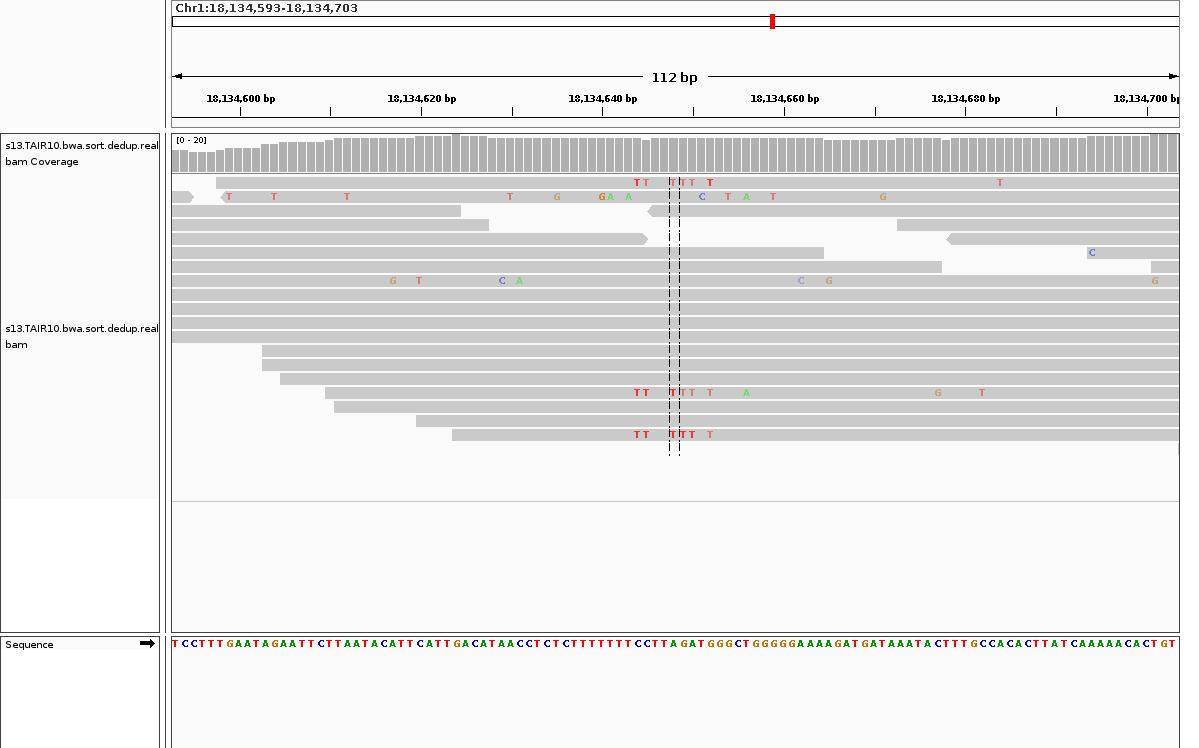 Chr1:18,134,593-18,134,703
112 bp
18,134,600 bp 18,134,620 bp 18,134,640 bp 18,134,660 bp 18,134,680 bp 18,134,700 bp
s13.TAIR10.bwa.sort.dedup.real
bam Coverage
[0 - 20]
T T T T T T T
T T T T G G A A C T A T G
C
G T C A C G G
s13.TAIR10.bwa.sort.dedup.real
bam
T T T T T T A G T
T T T T T T
Sequence
TCCTTTGAATAGAATTCTTAATACATTCATTGACATAACCTCTCTTTTTTTCCTTAGATGGGCTGGGGGAAAAGATGATAAATACTTTGCCACACTTATCAAAAACACTGT